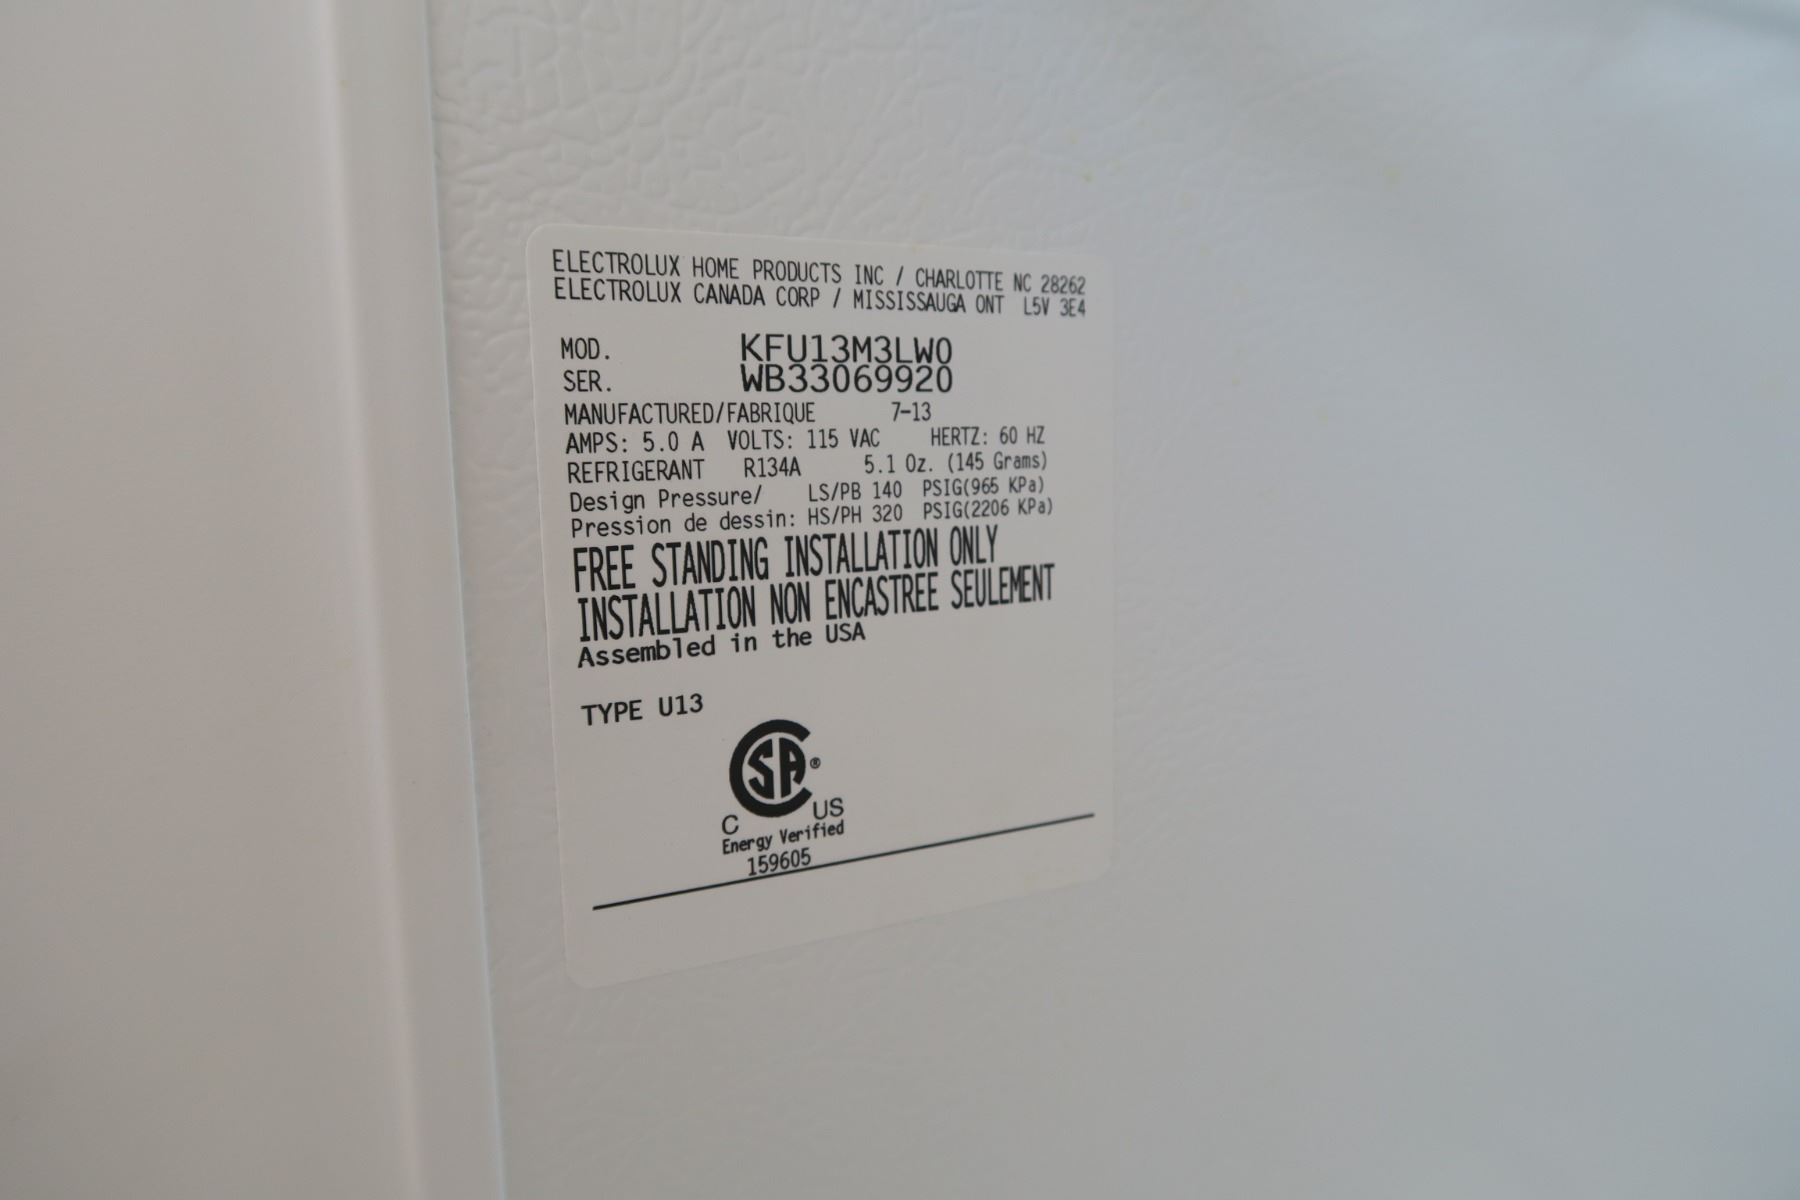 ELECTROLUX HOME PRODUCTS INC / CHARLOTTE NC 28262
ELECTROLUX CANADA CORP / MISSISSAUGA ONT L5V 3E4
MOD. KFU13M3LW0
SER. WB33069920
MANUFACTURED/FABRIQUE 7-13
AMPS: 5.0 A VOLTS: 115 VAC HERTZ: 60 HZ
REFRIGERANT R134A 5.1 Oz. (145 Grams)
Design Pressure/ LS/PB 140 PSIG(965 KPa)
Pression de dessin: HS/PH 320 PSIG(2206 KPa)
FREE STANDING INSTALLATION ONLY
INSTALLATION NON ENCASTREE SEULEMENT
Assembled in the USA
TYPE U13
CSA®
C US
Energy Verified
159605